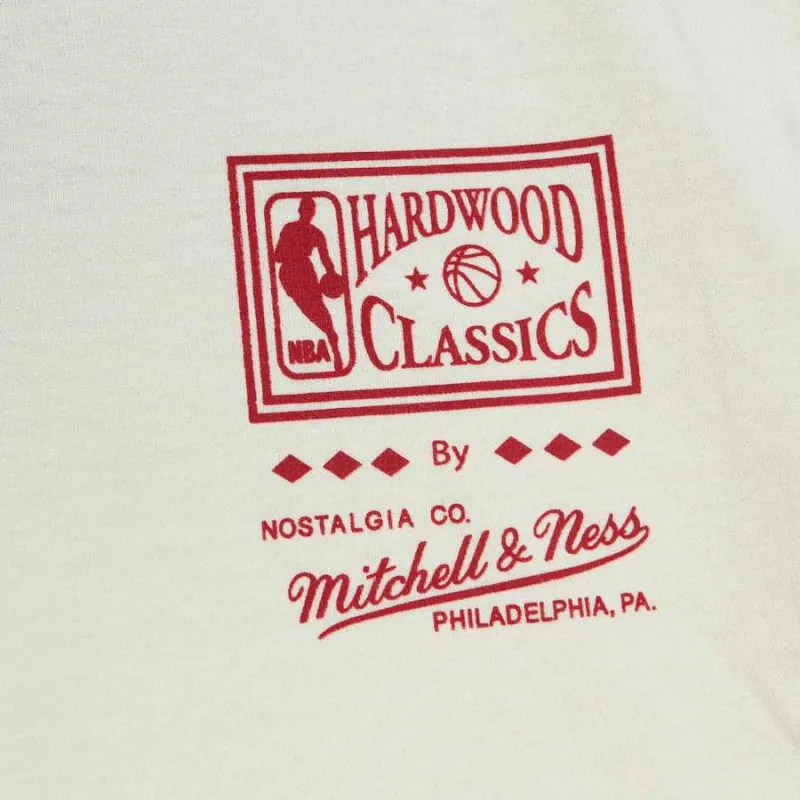 HARDWOOD
CLASSICS
NBA
By
NOSTALGIA CO.
Mitchell & Ness
PHILADELPHIA, PA.